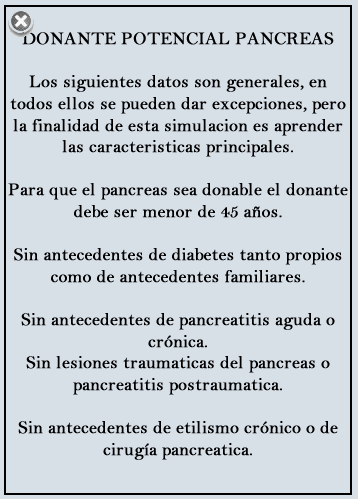 DONANTE POTENCIAL PANCREAS
Los siguientes datos son generales, en
todos ellos se pueden dar excepciones, pero
la finalidad de esta simulacion es aprender
las caracteristicas principales.
Para que el pancreas sea donable el donante
debe ser menor de 45 años.
Sin antecedentes de diabetes tanto propios
como de antecedentes familiares.
Sin antecedentes de pancreatitis aguda o
crónica.
Sin lesiones traumaticas del pancreas o
pancreatitis postraumatica.
Sin antecedentes de etilismo crónico o de
cirugía pancreatica.